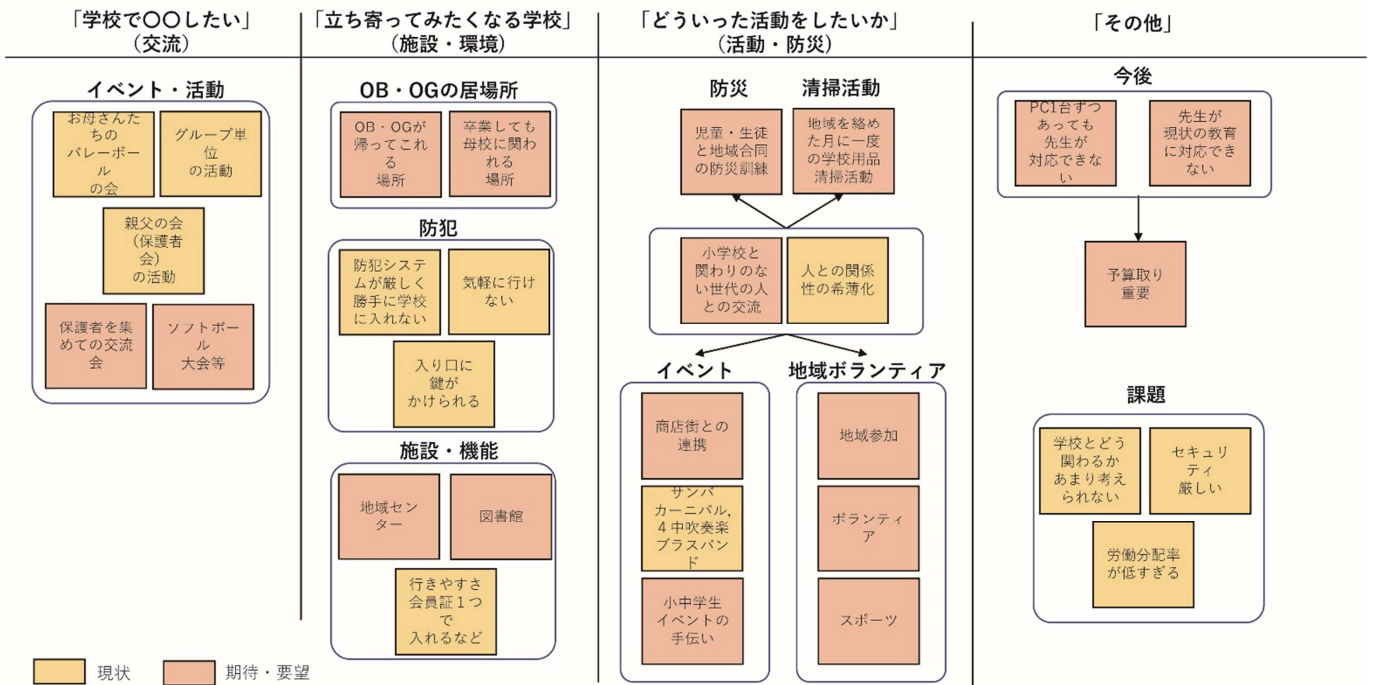 「学校で〇〇したい」
（交流）
イベント・活動
お母さんた
ちの
バレーボー
ル
の会
グループ単
位
の活動
親父の会
（保護者
会）
の活動
保護者を集
めての交流
会
ソフトボー
ル
大会等
「立ち寄ってみたくなる学校」
（施設・環境）
OB・OGの居場所
OB・OGが
帰ってこれ
る
場所
卒業しても
母校に関わ
れる
場所
防犯
防犯システ
ムが厳しく
勝手に学校
に入れない
気軽に行け
ない
入り口に
鍵が
かけられる
施設・機能
地域セン
ター
図書館
行きやすさ
会員証１つ
で
入れるなど
「どういった活動をしたいか」
（活動・防災）
防災
児童・生徒
と地域合同
の防災訓練
清掃活動
地域を絡め
た月に一度
の学校用品
清掃活動
小学校と
関わりのな
い世代の人
との交流
人との関係
性の希薄化
イベント
商店街との
連携
サンバ
カーニバル,
４中吹奏楽
ブラスバン
ド
小中学生
イベントの
手伝い
地域ボランティア
地域参加
ボランティ
ア
スポーツ
「その他」
今後
PC1台ずつ
あっても
先生が
対応できな
い
先生が
現状の教育
に対応でき
ない
予算取り
重要
課題
学校とどう
関わるか
あまり考え
られない
セキュリ
ティ
厳しい
労働分配率
が低すぎる
現状
期待・要望